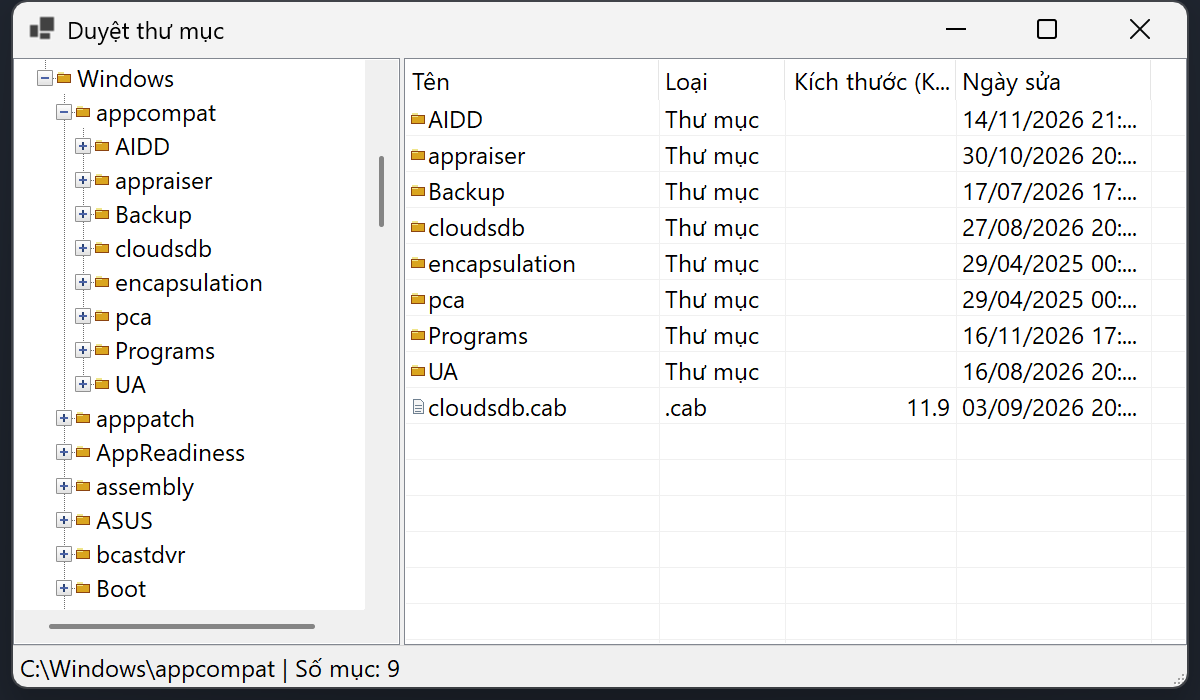 Duyệt thư mục
Windows
appcompat
AIDD
appraiser
Backup
cloudsdb
encapsulation
pca
Programs
UA
apppatch
AppReadiness
assembly
ASUS
bcastdvr
Boot
Tên Loại Kích thước (K... Ngày sửa
AIDD Thư mục 14/11/2026 21:...
appraiser Thư mục 30/10/2026 20:...
Backup Thư mục 17/07/2026 17:...
cloudsdb Thư mục 27/08/2026 20:...
encapsulation Thư mục 29/04/2025 00:...
pca Thư mục 29/04/2025 00:...
Programs Thư mục 16/11/2026 17:...
UA Thư mục 16/08/2026 20:...
cloudsdb.cab .cab 11.9 03/09/2026 20:...
C:\Windows\appcompat | Số mục: 9